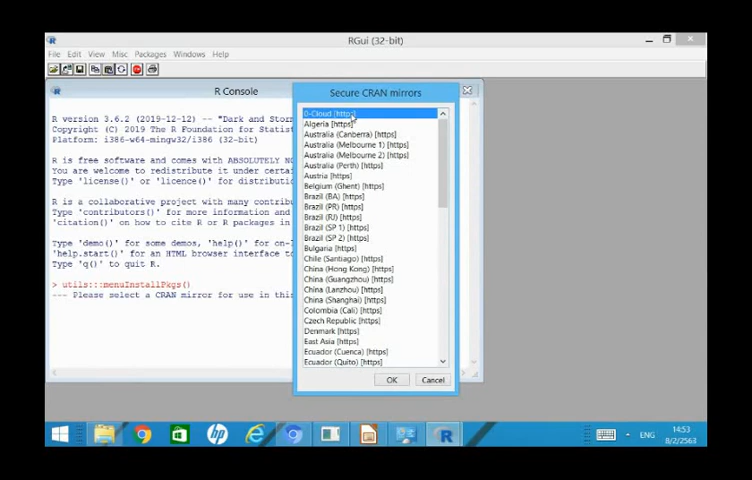 RGui (32-bit)
File Edit View Misc Packages Windows Help
R Console
R version 3.6.2 (2019-12-12) -- "Dark and Stor
Copyright (C) 2019 The R Foundation for Statis
Platform: i386-w64-mingw32/i386 (32-bit)
R is free software and comes with ABSOLUTELY NO
You are welcome to redistribute it under certai
Type 'license()' or 'licence()' for distributi
R is a collaborative project with many contribu
Type 'contributors()' for more information and
'citation()' on how to cite R or R packages in
Type 'demo()' for some demos, 'help()' for on-l
'help.start()' for an HTML browser interface to
Type 'q()' to quit R.
> utils:::menuInstallPkgs()
--- Please select a CRAN mirror for use in this
Secure CRAN mirrors
0-Cloud [https]
Algeria [https]
Australia (Canberra) [https]
Australia (Melbourne 1) [https]
Australia (Melbourne 2) [https]
Australia (Perth) [https]
Austria [https]
Belgium (Ghent) [https]
Brazil (BA) [https]
Brazil (PR) [https]
Brazil (RJ) [https]
Brazil (SP 1) [https]
Brazil (SP 2) [https]
Bulgaria [https]
Chile (Santiago) [https]
China (Hong Kong) [https]
China (Guangzhou) [https]
China (Lanzhou) [https]
China (Shanghai) [https]
Colombia (Cali) [https]
Czech Republic [https]
Denmark [https]
East Asia [https]
Ecuador (Cuenca) [https]
Ecuador (Quito) [https]
OK Cancel
hp
ENG
14:53
8/2/2563